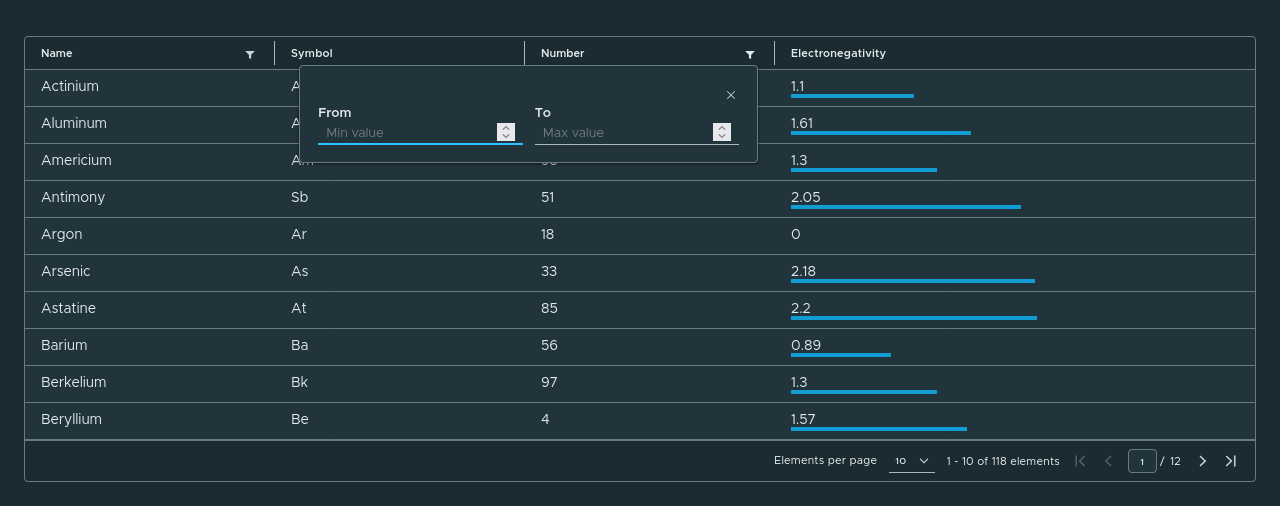 Name Symbol Number Electronegativity
Actinium A 1.1
From To
Min value Max value
Aluminum A 1.61
Americium 1.3
Antimony Sb 51 2.05
Argon Ar 18 0
Arsenic As 33 2.18
Astatine At 85 2.2
Barium Ba 56 0.89
Berkelium Bk 97 1.3
Beryllium Be 4 1.57
Elements per page 10 1 - 10 of 118 elements 1 / 12